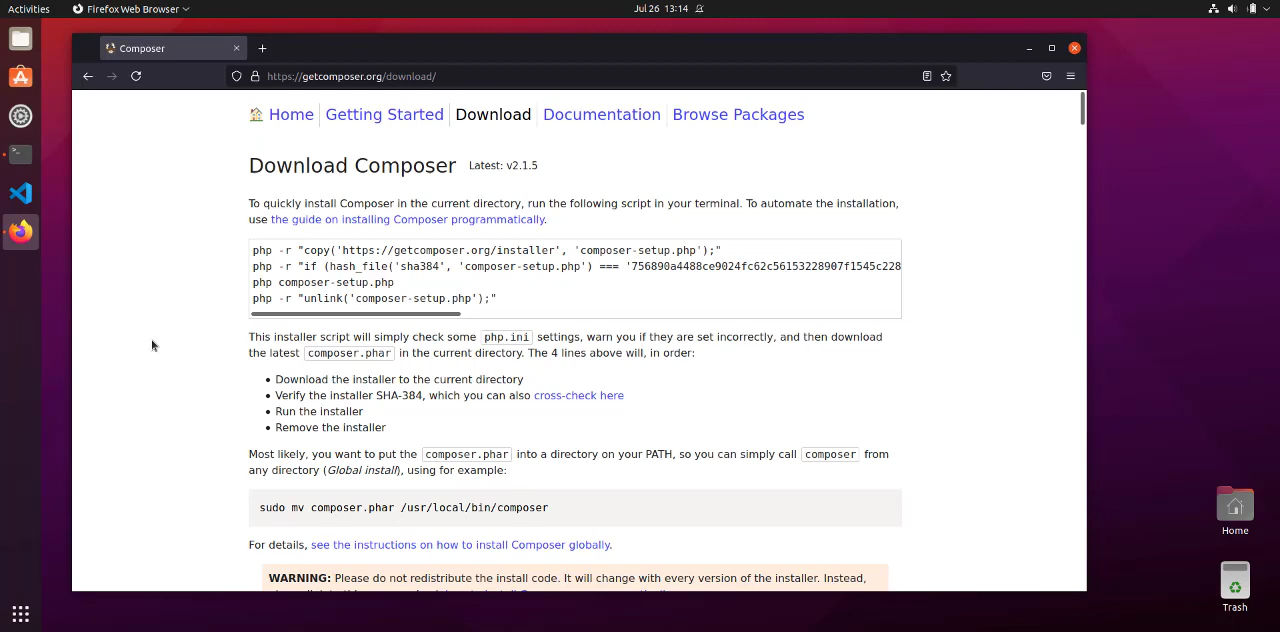 Activities
Firefox Web Browser
Jul 26 13:14
Composer
https://getcomposer.org/download/
Home
Getting Started
Download
Documentation
Browse Packages
Download Composer
Latest: v2.1.5
To quickly install Composer in the current directory, run the following script in your terminal. To automate the installation,
use the guide on installing Composer programmatically.
php -r "copy('https://getcomposer.org/installer', 'composer-setup.php');"
php -r "if (hash_file('sha384', 'composer-setup.php') === '756890a4488ce9024fc62c56153228907f1545c228
php composer-setup.php
php -r "unlink('composer-setup.php');"
This installer script will simply check some php.ini settings, warn you if they are set incorrectly, and then download
the latest composer.phar in the current directory. The 4 lines above will, in order:
• Download the installer to the current directory
• Verify the installer SHA-384, which you can also cross-check here
• Run the installer
• Remove the installer
Most likely, you want to put the composer.phar into a directory on your PATH, so you can simply call composer from
any directory (Global install), using for example:
sudo mv composer.phar /usr/local/bin/composer
For details, see the instructions on how to install Composer globally.
WARNING: Please do not redistribute the install code. It will change with every version of the installer. Instead,
Home
Trash